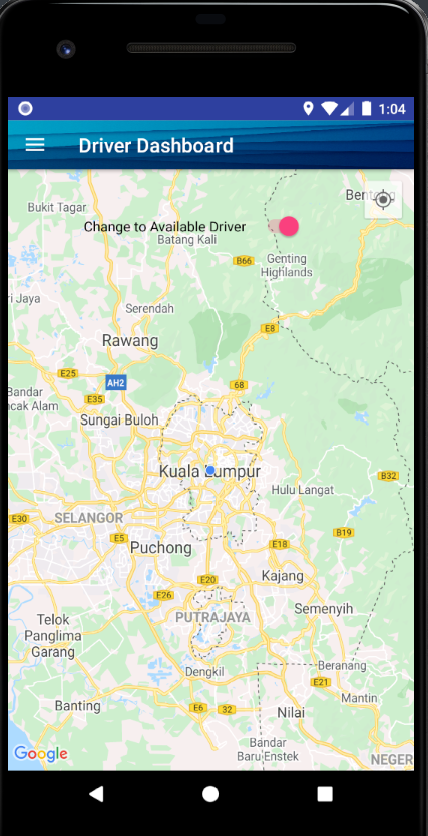 1:04
Driver Dashboard
Bukit Tagar
Change to Available Driver
Batang Kali
B66
Genting
Highlands
ri Jaya
Serendah
E8
Rawang
E25
AH2
68
Bandar
ncak Alam
E35
Sungai Buloh
Kuala Lumpur
B32
Hulu Langat
E30
SELANGOR
B19
E5
Puchong
E18
E20
Kajang
E26
Semenyih
PUTRAJAYA
Telok
Panglima
Garang
Beranang
Dengkil
E21
Mantin
Banting
E6
32
Nilai
Bandar
Baru Enstek
Google
NEGER